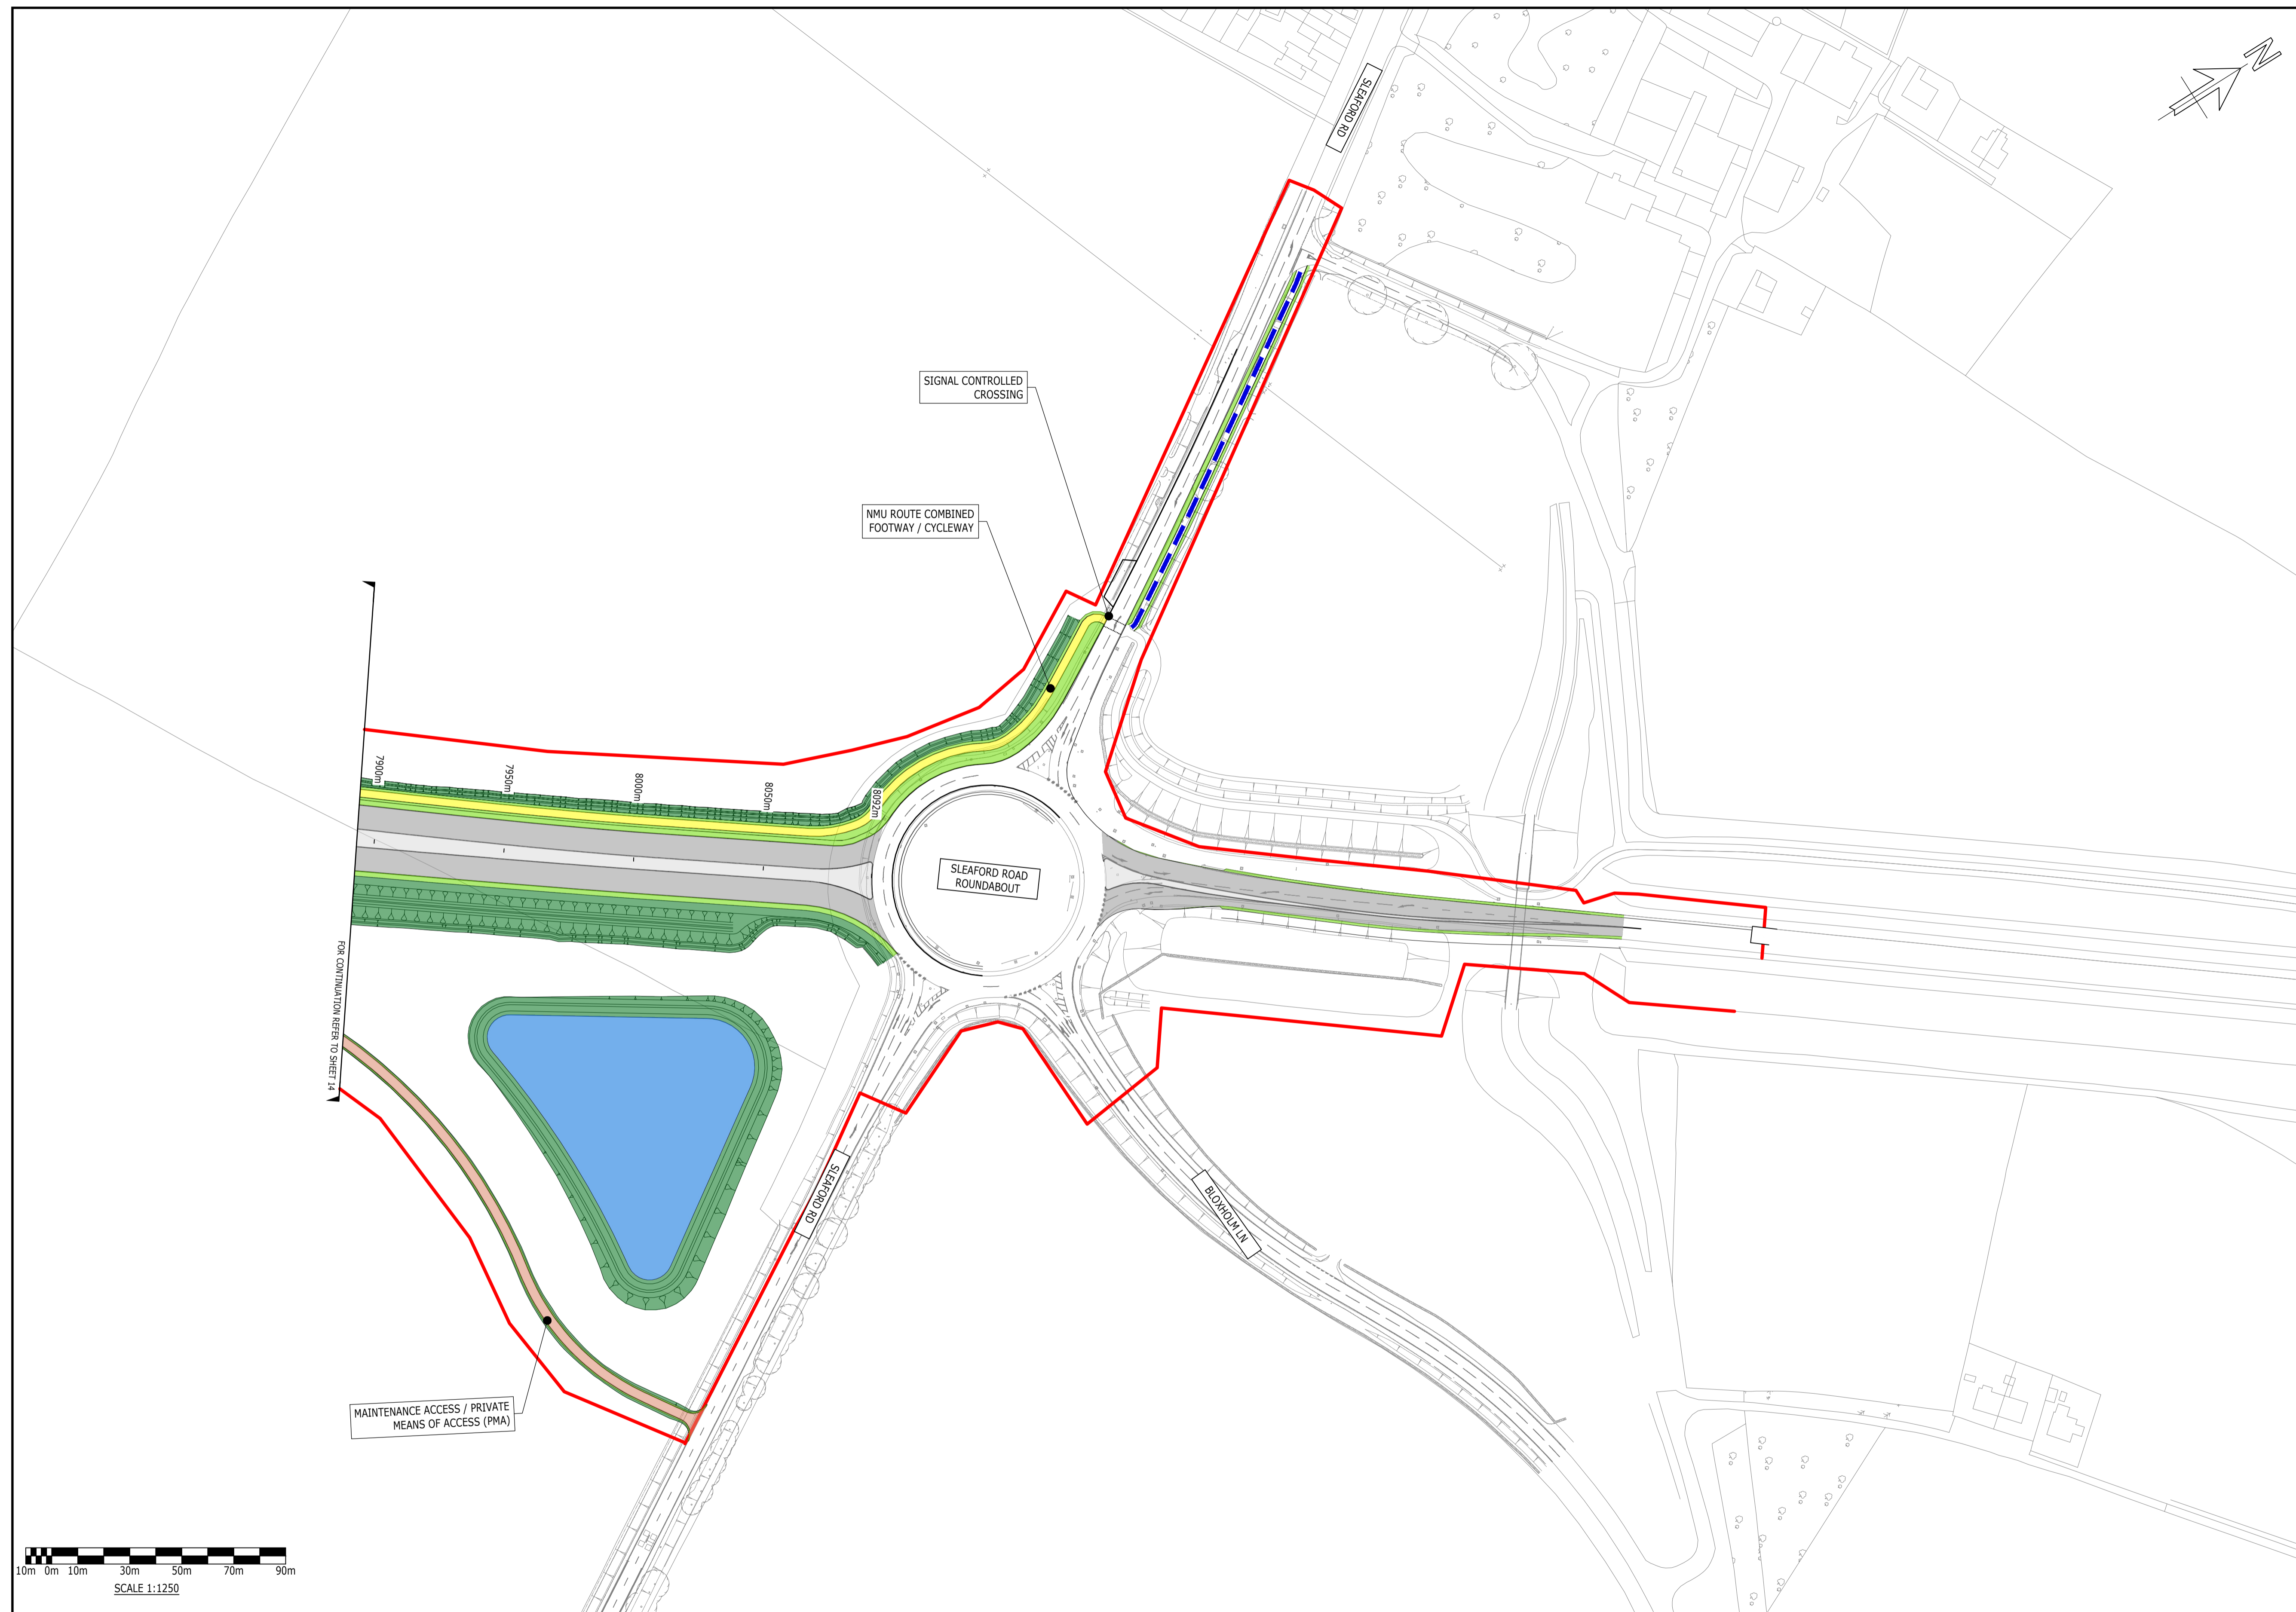 N
SLEAFORD RD
SIGNAL CONTROLLED
CROSSING
NMU ROUTE COMBINED
FOOTWAY / CYCLEWAY
7900m
7950m
8000m
8050m
8092m
SLEAFORD ROAD
ROUNDABOUT
FOR CONTINUATION REFER TO SHEET 14
SLEAFORD RD
BLOXHOLM LN
MAINTENANCE ACCESS / PRIVATE
MEANS OF ACCESS (PMA)
10m 0m 10m 30m 50m 70m 90m
SCALE 1:1250